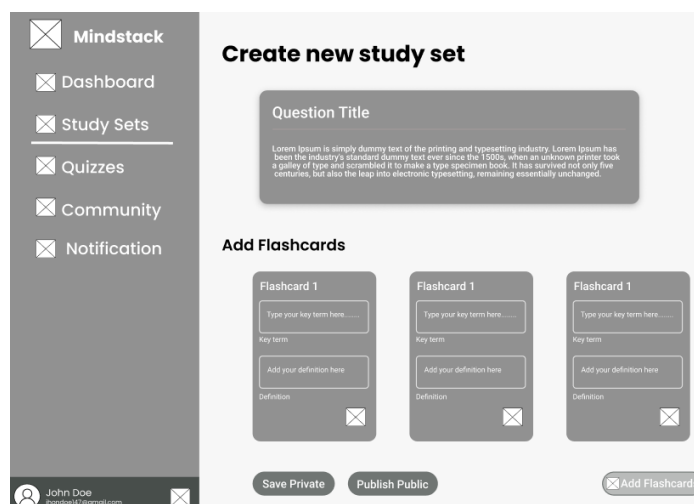 Mindstack
Dashboard
Study Sets
Quizzes
Community
Notification
John Doe
jhondoe147@gmail.com
Create new study set
Question Title
Lorem Ipsum is simply dummy text of the printing and typesetting industry. Lorem Ipsum has
been the industry's standard dummy text ever since the 1500s, when an unknown printer took
a galley of type and scrambled it to make a type specimen book. It has survived not only five
centuries, but also the leap into electronic typesetting, remaining essentially unchanged.
Add Flashcards
Flashcard 1
Type your key term here........
Key term
Add your definition here
Definition
Flashcard 1
Type your key term here........
Key term
Add your definition here
Definition
Flashcard 1
Type your key term here........
Key term
Add your definition here
Definition
Save Private
Publish Public
Add Flashcard